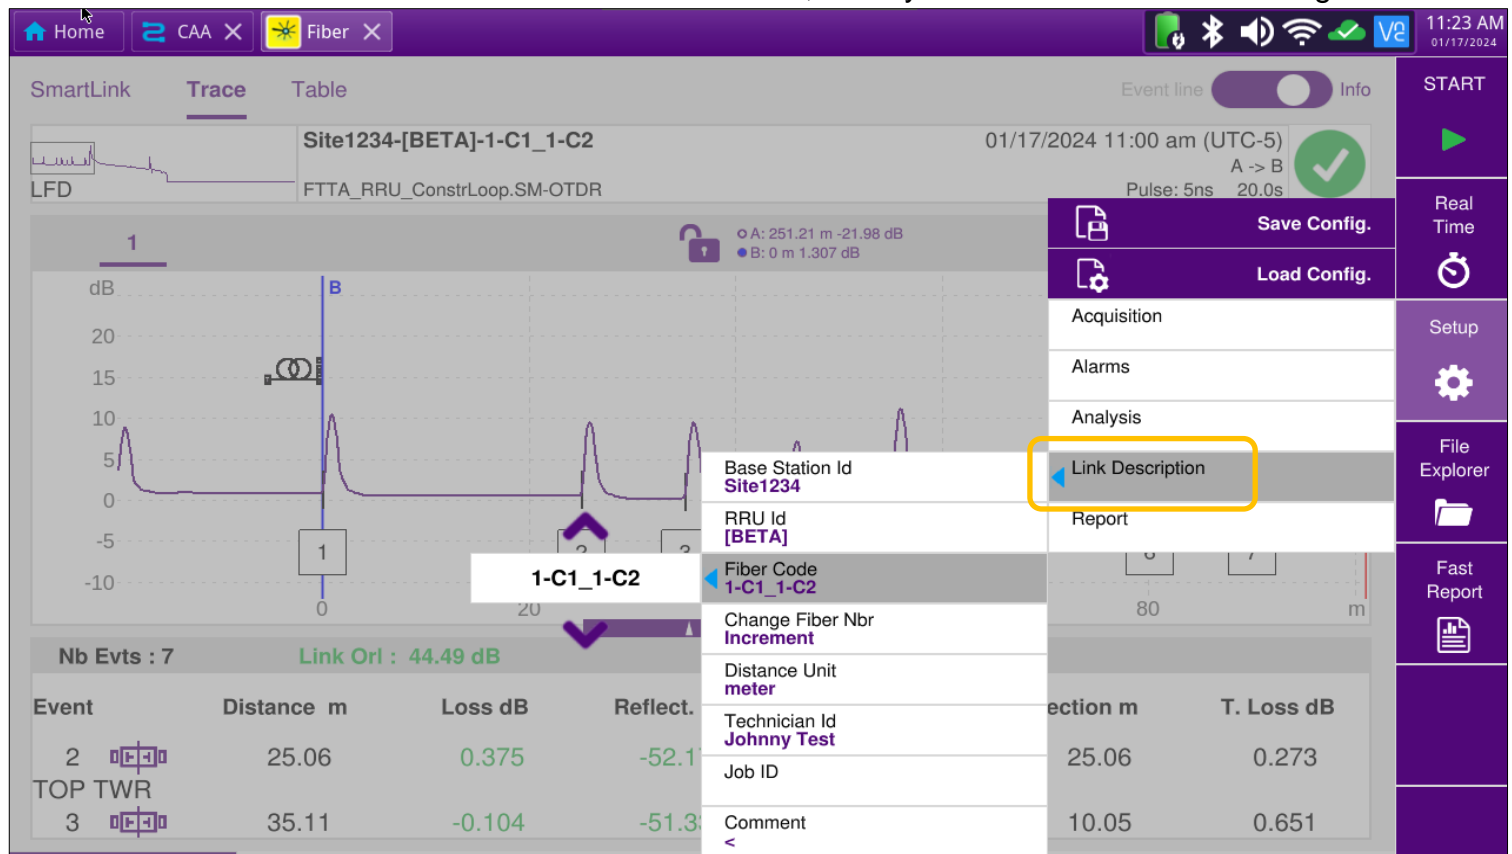 Home
CAA
Fiber
V2
11:23 AM
01/17/2024
SmartLink Trace Table
Event line Info
START
Site1234-[BETA]-1-C1_1-C2
01/17/2024 11:00 am (UTC-5)
A -> B
LFD
FTTA_RRU_ConstrLoop.SM-OTDR
Pulse: 5ns 20.0s
Real
Time
Save Config.
Load Config.
1
A: 251.21 m -21.98 dB
B: 0 m 1.307 dB
dB
B
20
15
10
5
0
-5
-10
1
2
0
20
80
m
Acquisition
Alarms
Analysis
Link Description
Report
Setup
File
Explorer
Fast
Report
Base Station Id
Site1234
RRU Id
[BETA]
Fiber Code
1-C1_1-C2
1-C1_1-C2
Change Fiber Nbr
Increment
Distance Unit
meter
Technician Id
Johnny Test
Job ID
Comment
<
Nb Evts : 7
Link Orl : 44.49 dB
Event Distance m Loss dB Reflect. ection m T. Loss dB
2 25.06 0.375 -52.1 25.06 0.273
TOP TWR
3 35.11 -0.104 -51.3 10.05 0.651